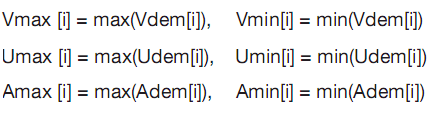 Vmax [i] = max(Vdem[i]), Vmin[i] = min(Vdem[i])
Umax [i] = max(Udem[i]), Umin[i] = min(Udem[i])
Amax [i] = max(Adem[i]), Amin[i] = min(Adem[i])